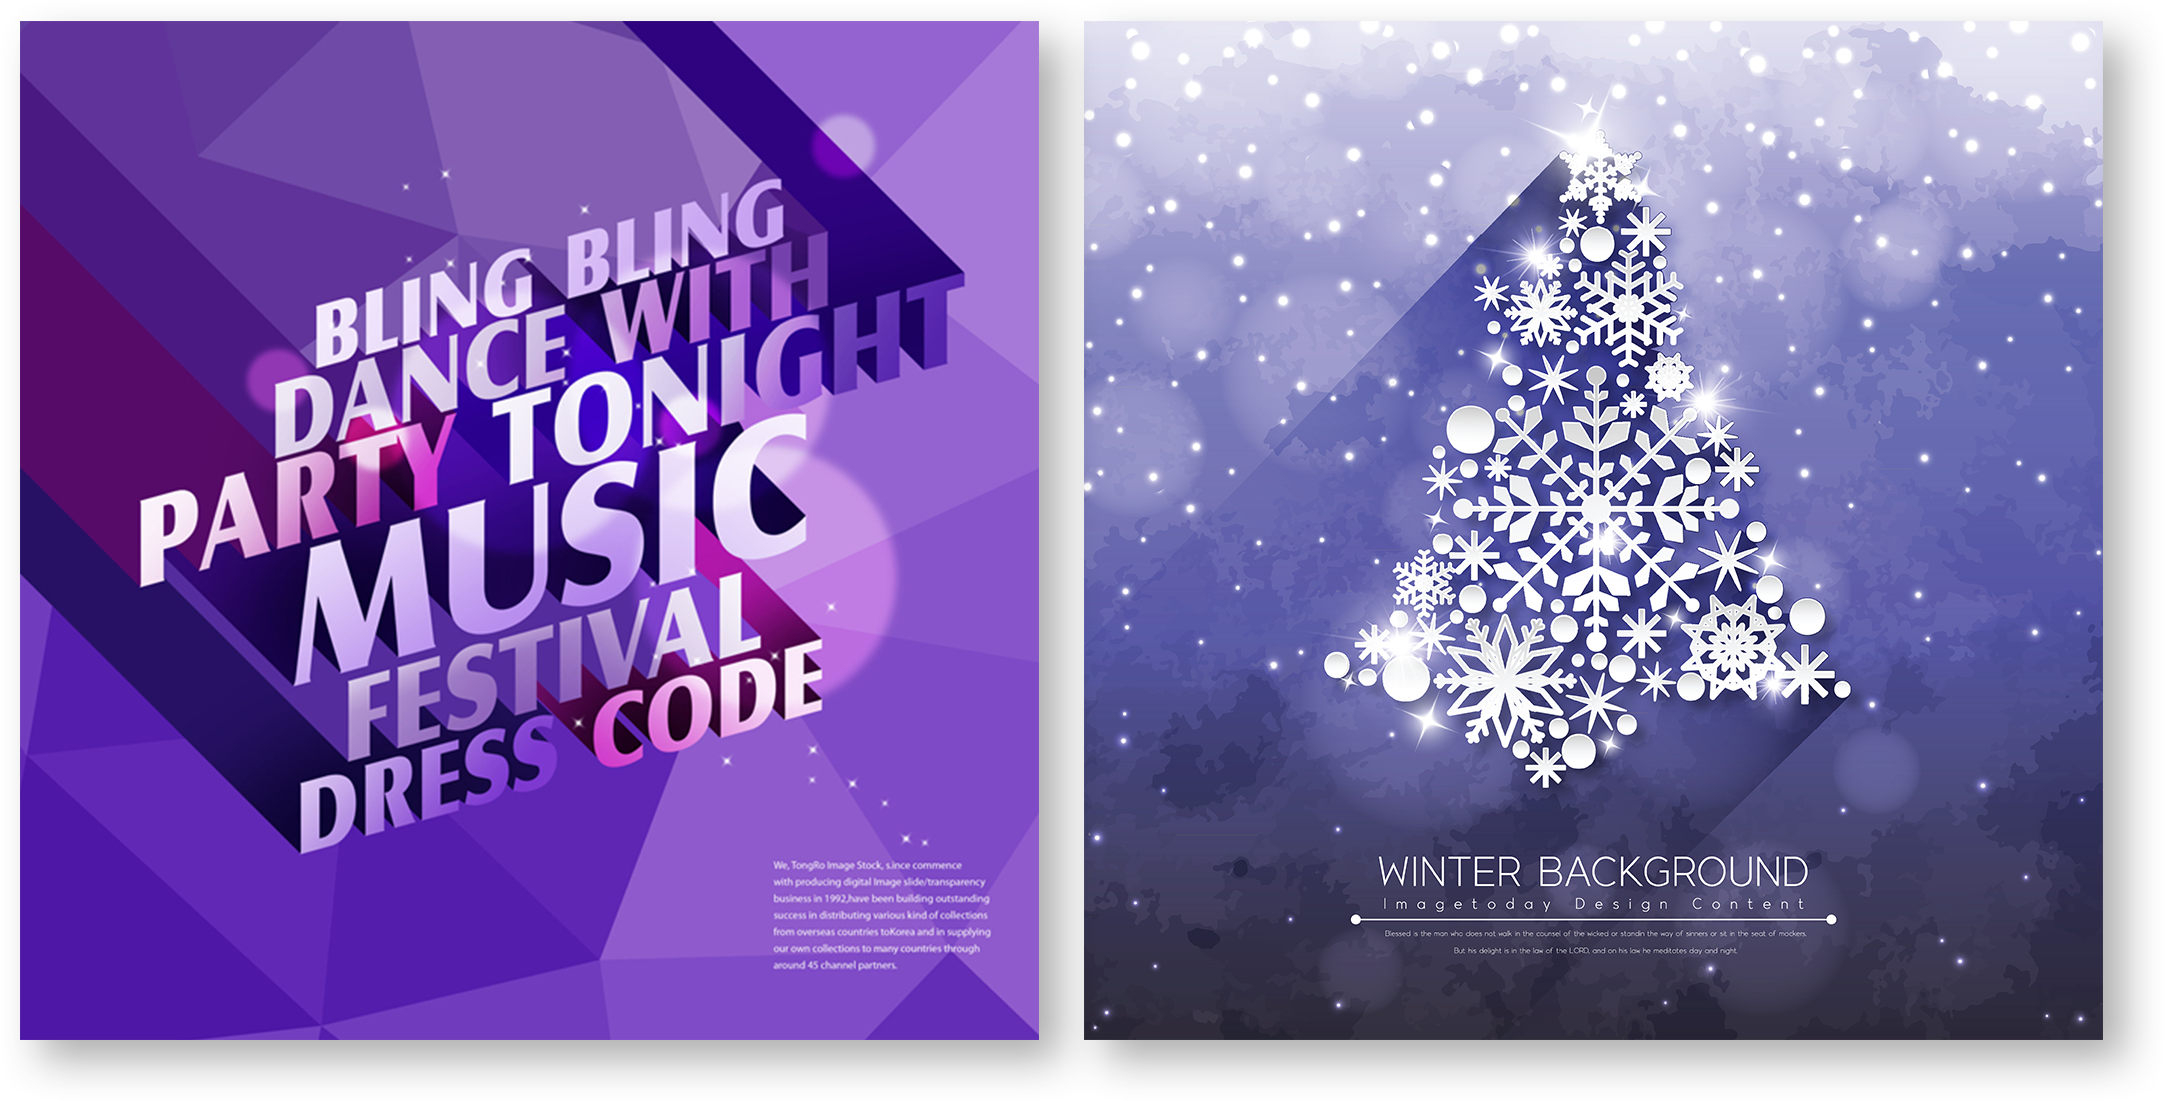 BLING BLING
DANCE WITH
PARTY TONIGHT
MUSIC
FESTIVAL
DRESS CODE
We, TongRo Image Stock, s.ince commence
with producing digital Image slide/transparency
business in 1992,have been building outstanding
success in distributing various kind of collections
from overseas countries toKorea and in supplying
our own collections to many countries through
around 45 channel partners.
WINTER BACKGROUND
Imagetoday Design Content
Blessed is the man who does not walk in the counsel of the wicked or standin the way of sinners or sit in the seat of mockers.
But his delight is in the law of the LORD, and on his law he meditates day and night.